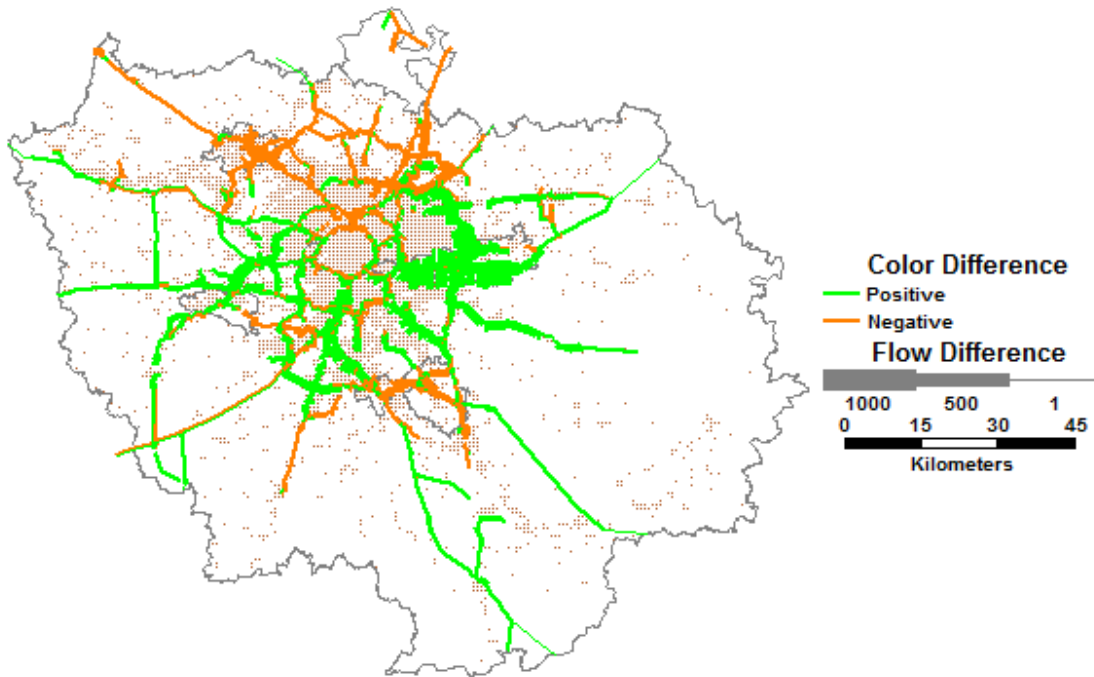 Color Difference
Positive
Negative
Flow Difference
1000 500 1
0 15 30 45
Kilometers